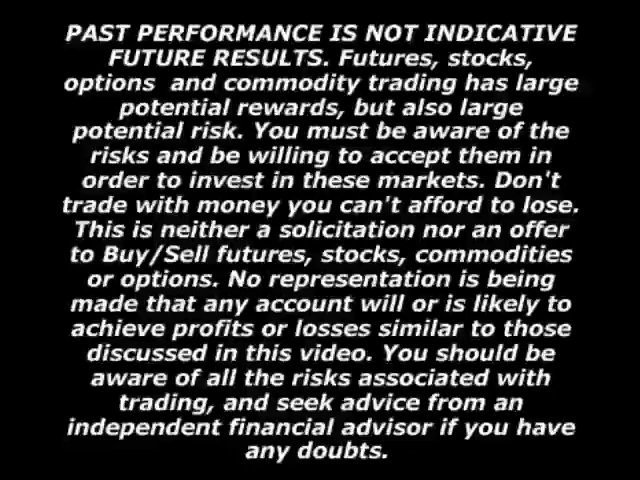 PAST PERFORMANCE IS NOT INDICATIVE
FUTURE RESULTS. Futures, stocks,
options and commodity trading has large
potential rewards, but also large
potential risk. You must be aware of the
risks and be willing to accept them in
order to invest in these markets. Don't
trade with money you can't afford to lose.
This is neither a solicitation nor an offer
to Buy/Sell futures, stocks, commodities
or options. No representation is being
made that any account will or is likely to
achieve profits or losses similar to those
discussed in this video. You should be
aware of all the risks associated with
trading, and seek advice from an
independent financial advisor if you have
any doubts.